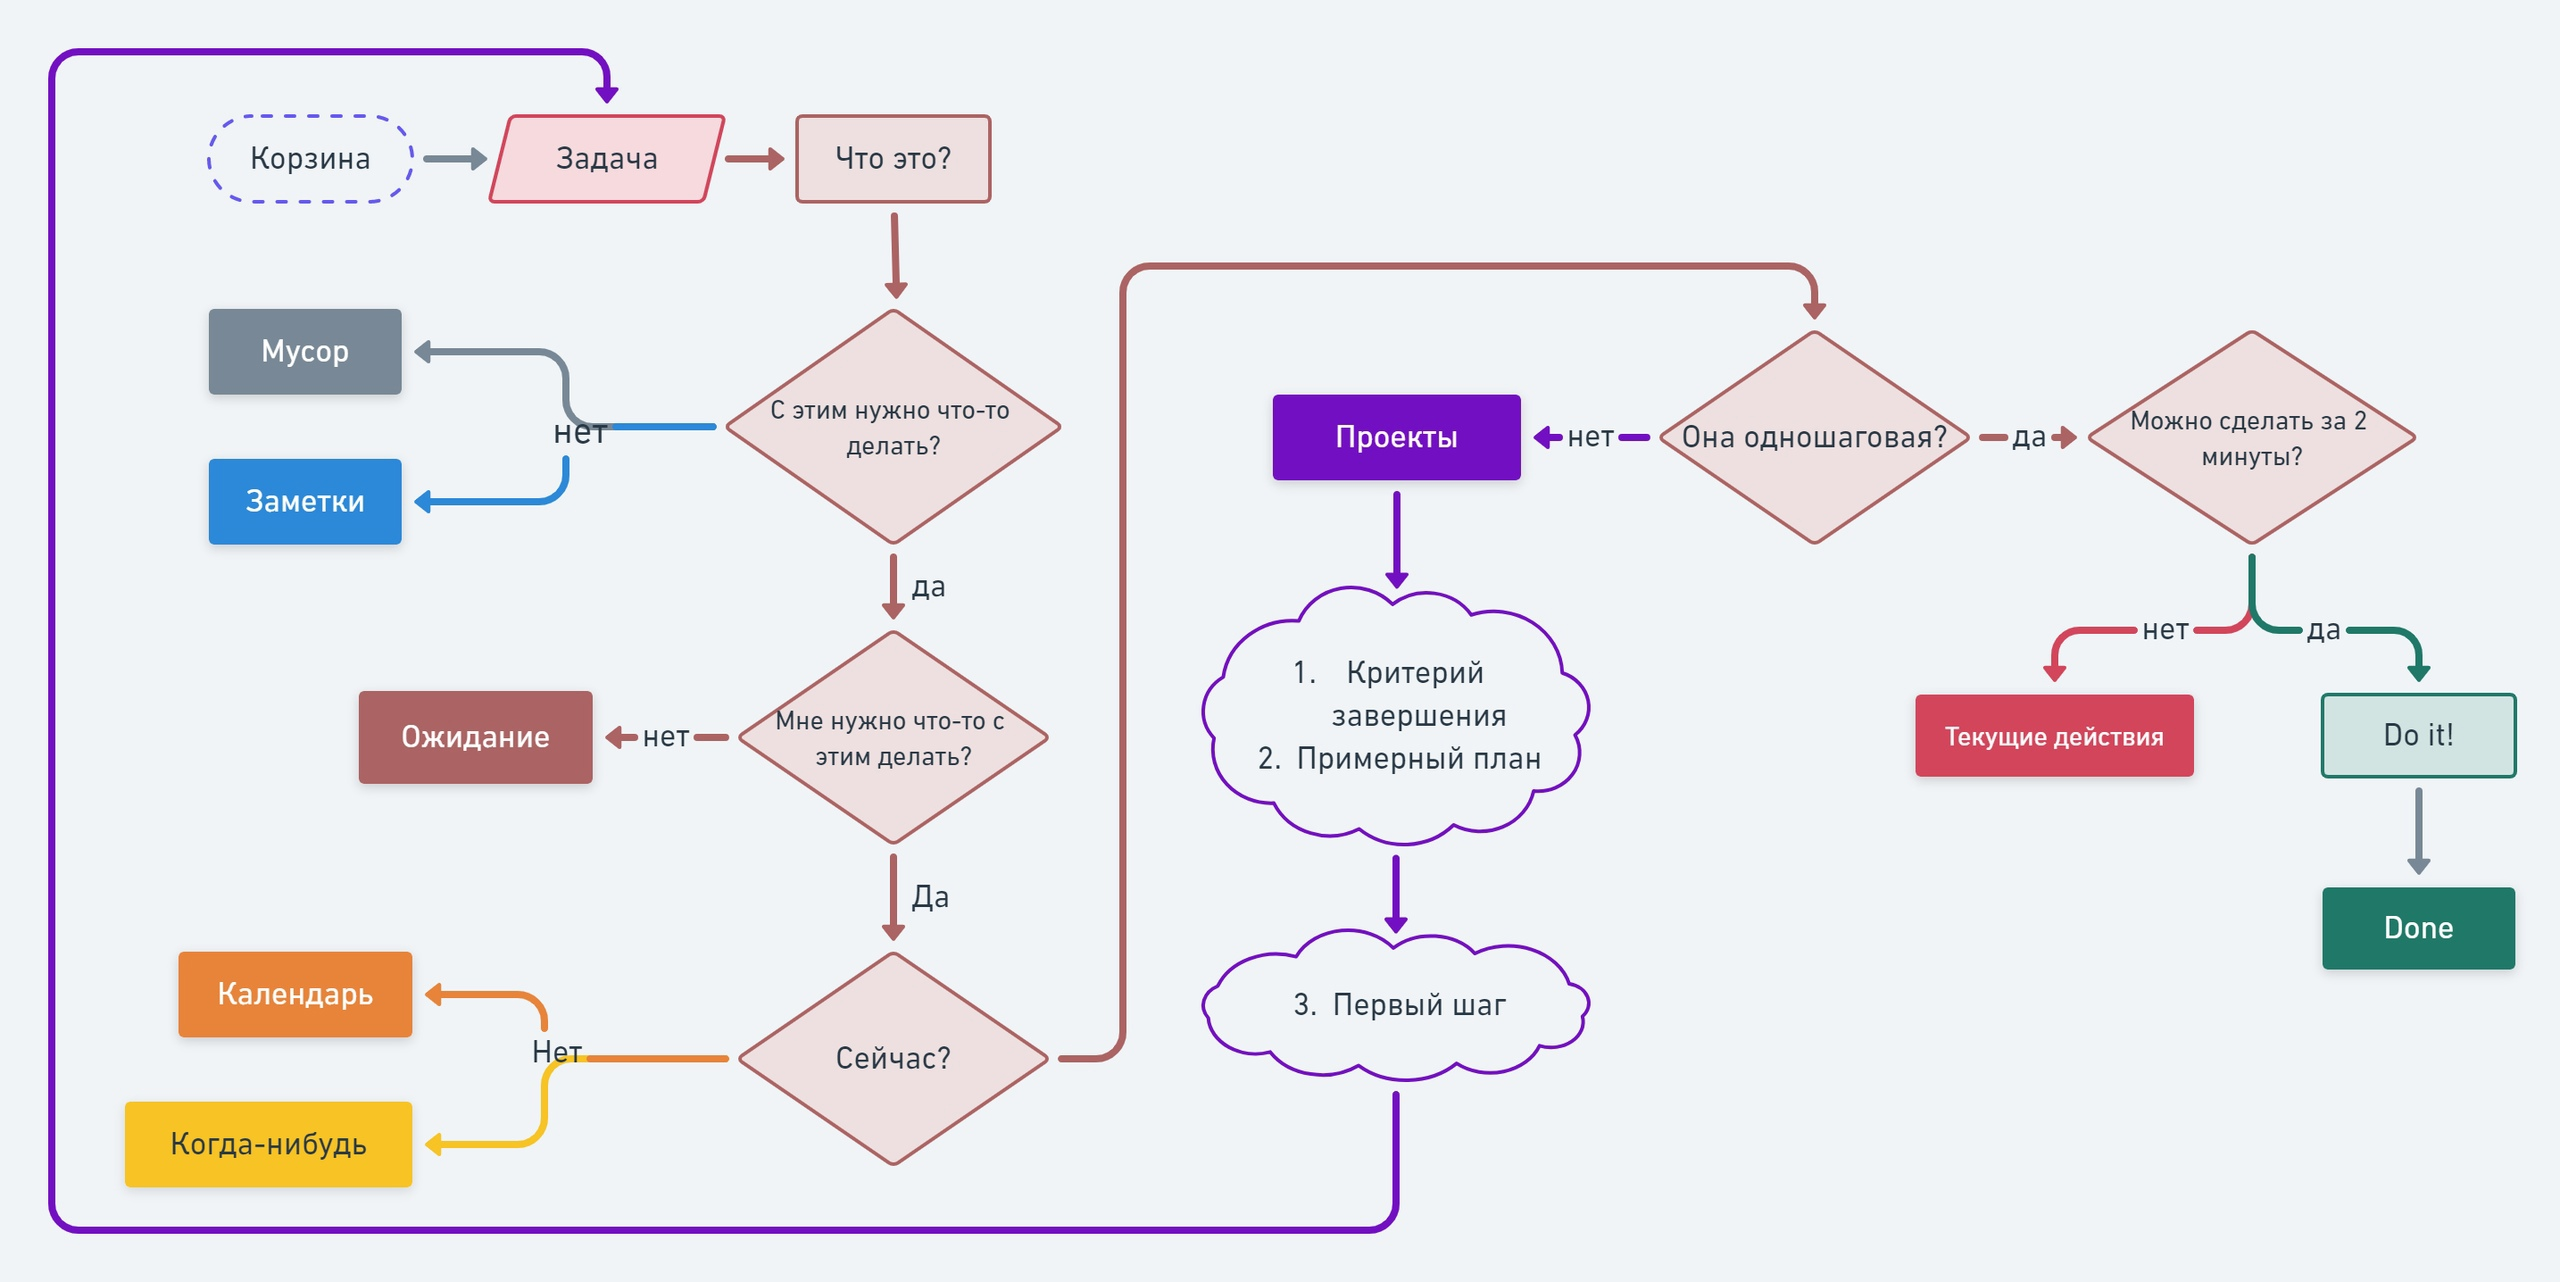 Корзина
Задача
Что это?
Мусор
Заметки
нет
С этим нужно что-то
делать?
да
Ожидание
нет
Мне нужно что-то с
этим делать?
Да
Календарь
Когда-нибудь
Нет
Сейчас?
Проекты
нет
Она одношаговая?
да
Можно сделать за 2
минуты?
1. Критерий
завершения
2. Примерный план
3. Первый шаг
нет
да
Текущие действия
Do it!
Done